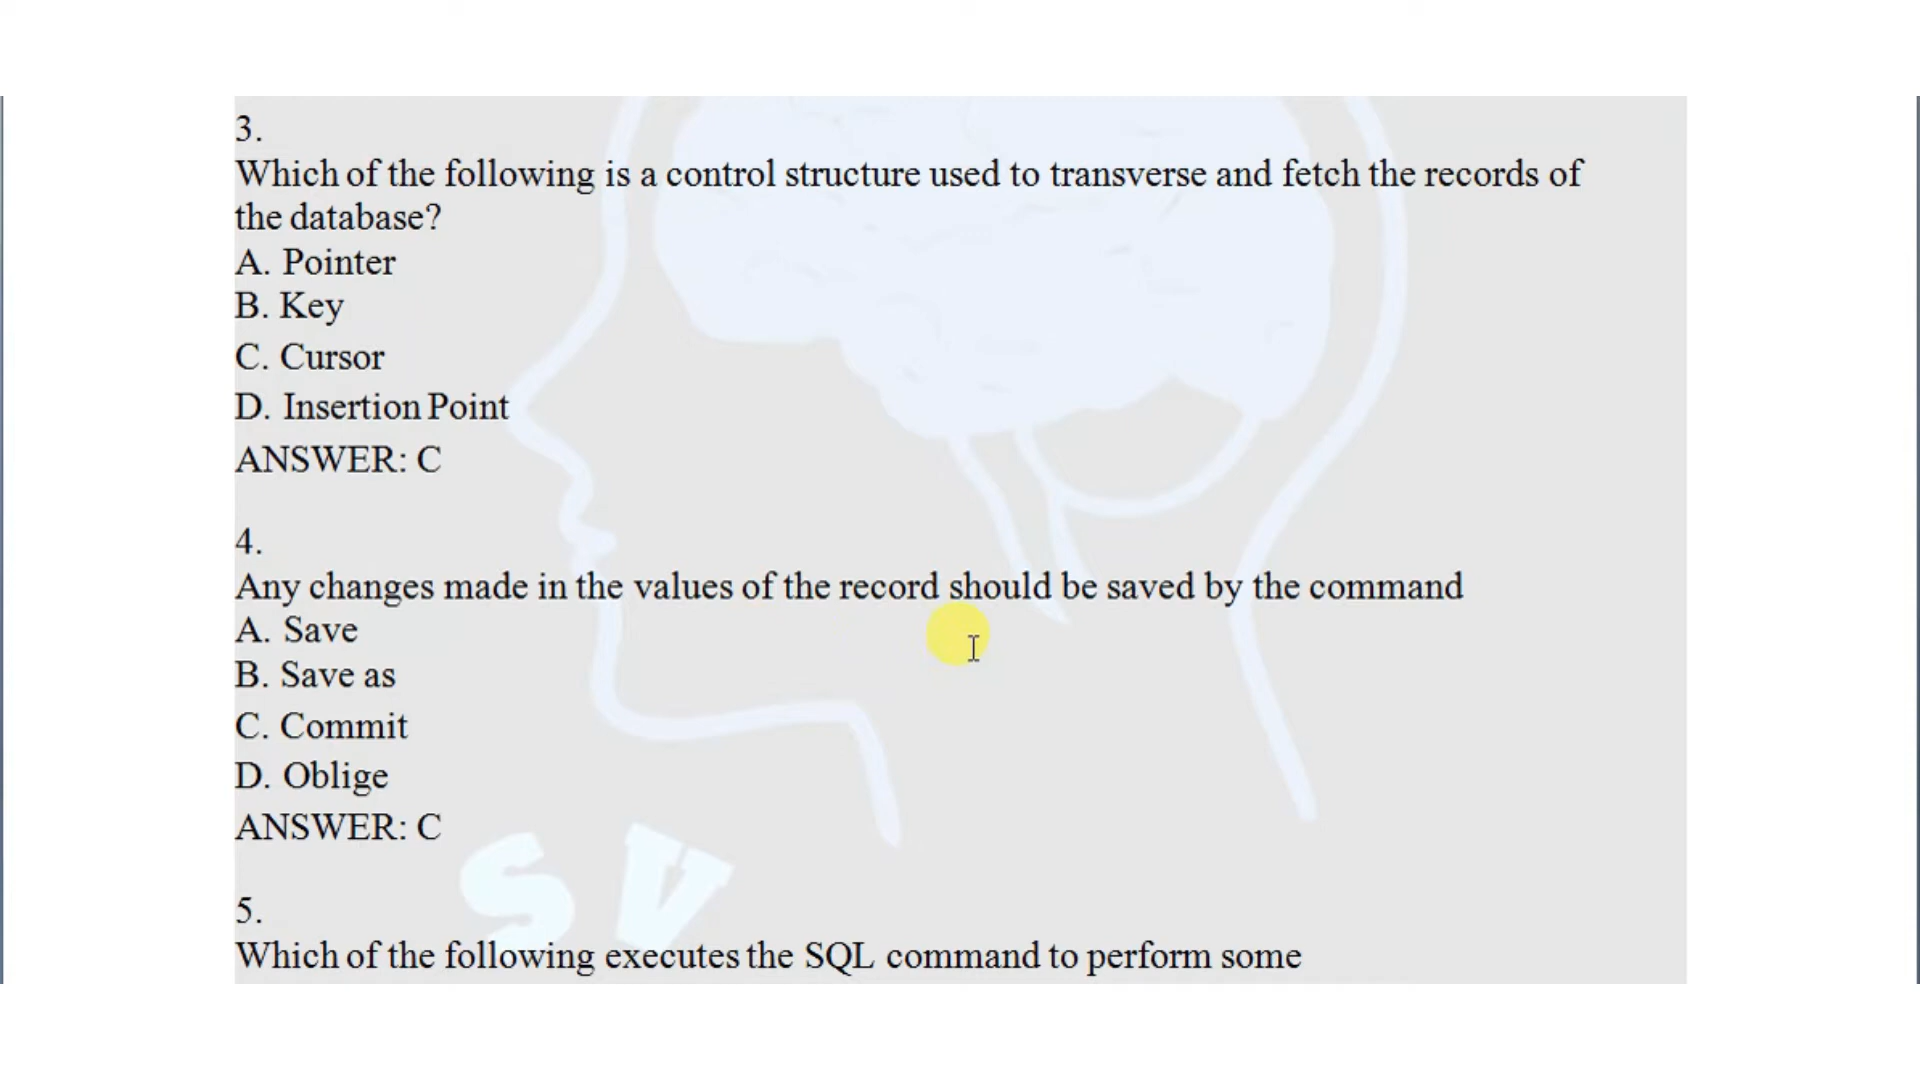 3.
Which of the following is a control structure used to transverse and fetch the records of
the database?
A. Pointer
B. Key
C. Cursor
D. Insertion Point
ANSWER: C
4.
Any changes made in the values of the record should be saved by the command
A. Save
B. Save as
C. Commit
D. Oblige
ANSWER: C
S V
5.
Which of the following executes the SQL command to perform some